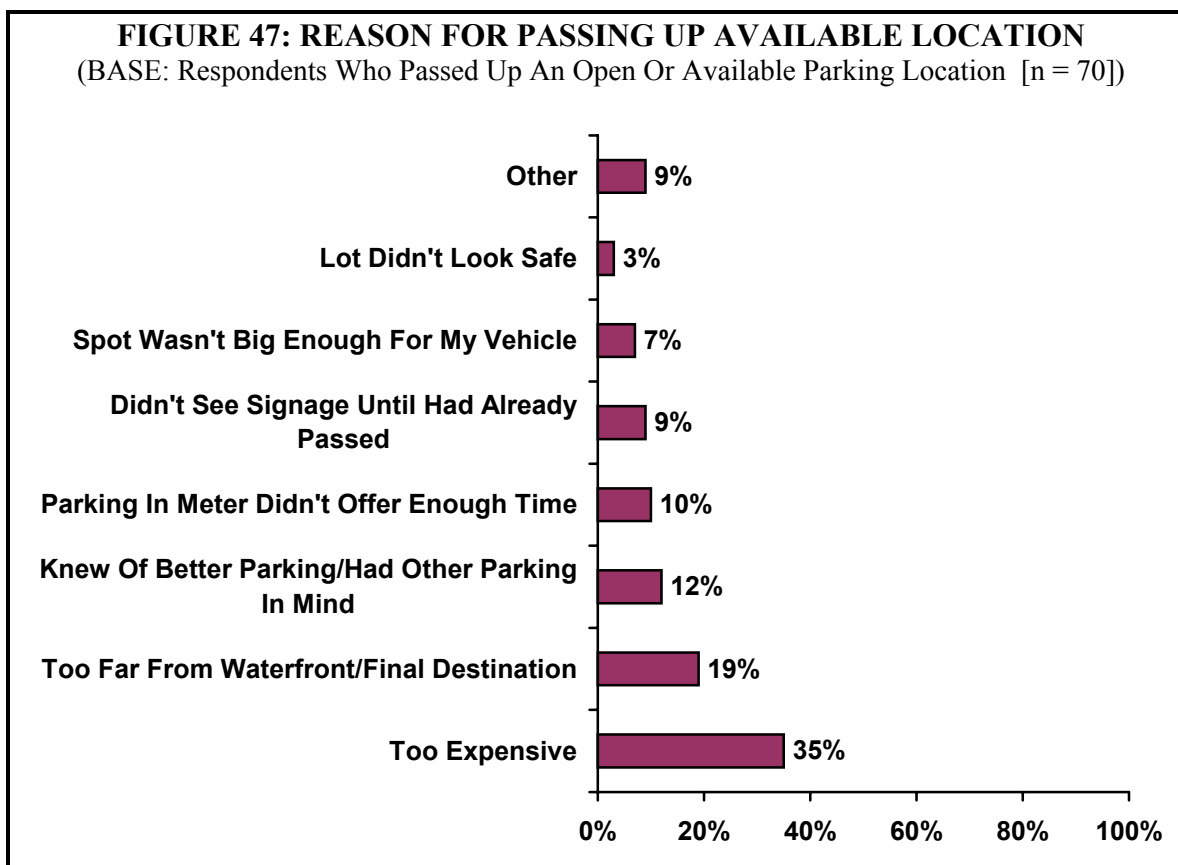 FIGURE 47: REASON FOR PASSING UP AVAILABLE LOCATION
(BASE: Respondents Who Passed Up An Open Or Available Parking Location [n = 70])
Other 9%
Lot Didn't Look Safe 3%
Spot Wasn't Big Enough For My Vehicle 7%
Didn't See Signage Until Had Already
Passed 9%
Parking In Meter Didn't Offer Enough Time 10%
Knew Of Better Parking/Had Other Parking
In Mind 12%
Too Far From Waterfront/Final Destination 19%
Too Expensive 35%
0% 20% 40% 60% 80% 100%